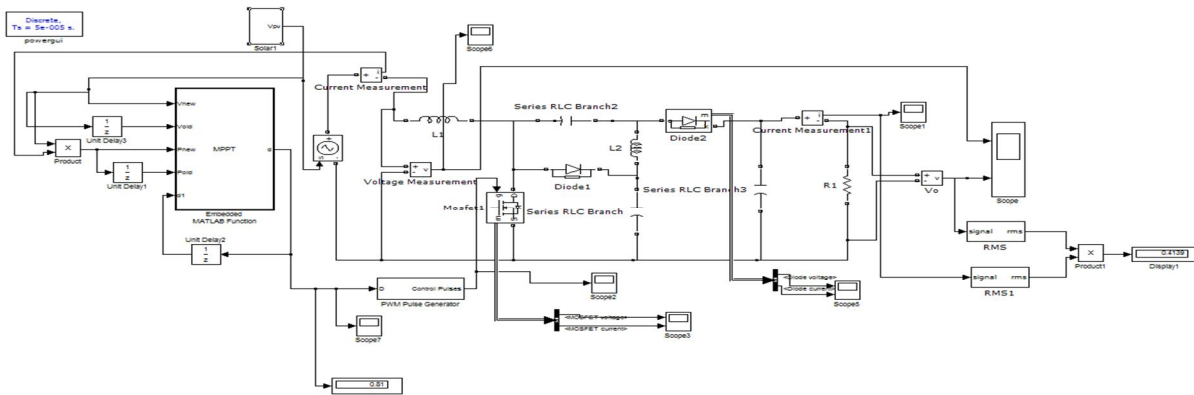 Discrete,
Ts = 5e-005 s.
powergui
Vpv
Solar1
Scope6
Current Measurement
Vnew
Vold
Pnew
Pold
d1
MPPT
d
Embedded
MATLAB Function
1
z
Unit Delay3
×
Product
1
z
Unit Delay1
1
z
Unit Delay2
L1
Voltage Measurement
Series RLC Branch2
Diode1
L2
Diode2
Current Measurement1
Scope1
Mosfet1
Series RLC Branch
Series RLC Branch3
R1
Vo
Scope
signal rms
RMS
signal rms
RMS1
×
Product1
0.4139
Display1
D Control Pulses
PWM Pulse Generator
Scope2
<Diode voltage>
<Diode current>
Scope5
<MOSFET voltage>
<MOSFET current>
Scope3
Scope7
0.81